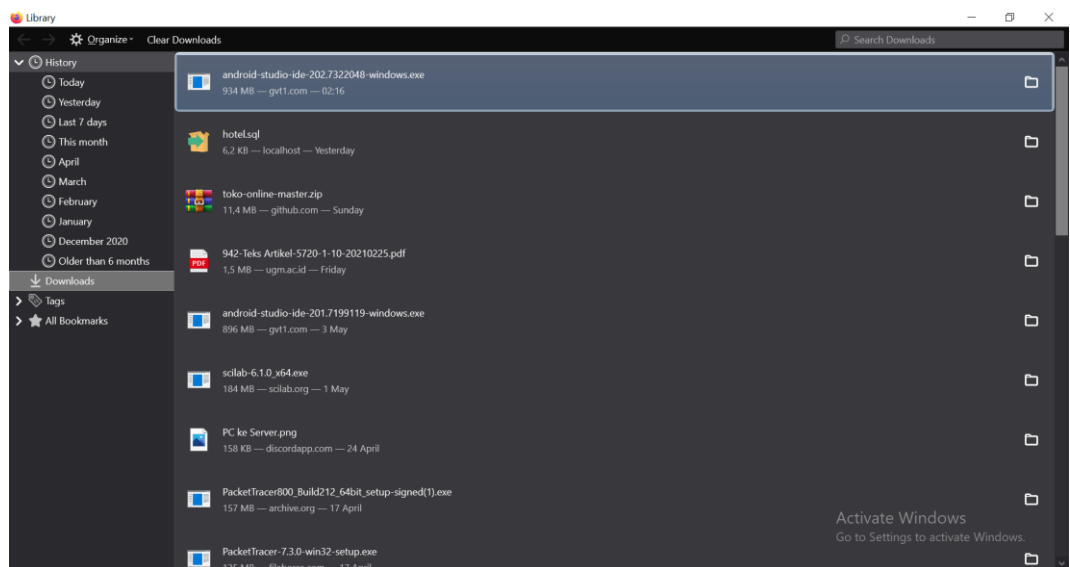 Library
Organize
Clear Downloads
Search Downloads
History
Today
Yesterday
Last 7 days
This month
April
March
February
January
December 2020
Older than 6 months
Downloads
Tags
All Bookmarks
android-studio-ide-202.7322048-windows.exe
934 MB — gvt1.com — 02:16
hotel.sql
6,2 KB — localhost — Yesterday
toko-online-master.zip
11,4 MB — github.com — Sunday
PDF
942-Teks Artikel-5720-1-10-20210225.pdf
1,5 MB — ugm.ac.id — Friday
android-studio-ide-201.7199119-windows.exe
896 MB — gvt1.com — 3 May
scilab-6.1.0_x64.exe
184 MB — scilab.org — 1 May
PC ke Server.png
158 KB — discordapp.com — 24 April
PacketTracer800_Build212_64bit_setup-signed(1).exe
157 MB — archive.org — 17 April
PacketTracer-7.3.0-win32-setup.exe
Activate Windows
Go to Settings to activate Windows.